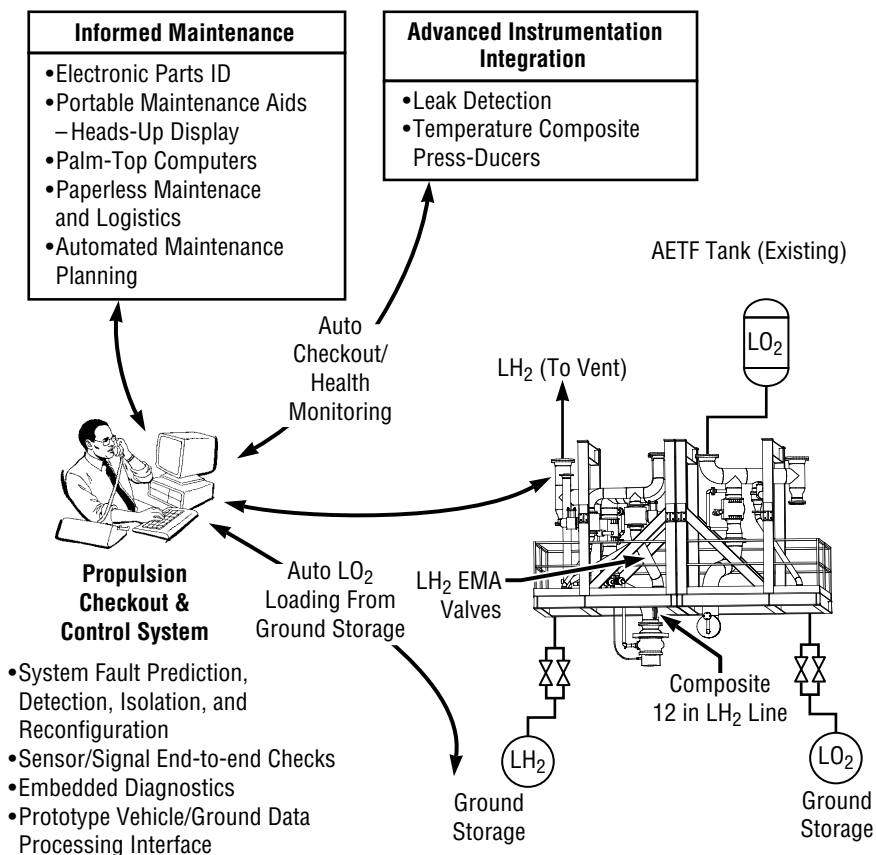 Informed Maintenance
•Electronic Parts ID
•Portable Maintenance Aids
–Heads-Up Display
•Palm-Top Computers
•Paperless Maintenace
and Logistics
•Automated Maintenance
Planning
Advanced Instrumentation
Integration
•Leak Detection
•Temperature Composite
Press-Ducers
AETF Tank (Existing)
LO2
Auto
Checkout/
Health
Monitoring
LH2 (To Vent)
Propulsion
Checkout &
Control System
•System Fault Prediction,
Detection, Isolation, and
Reconfiguration
•Sensor/Signal End-to-end Checks
•Embedded Diagnostics
•Prototype Vehicle/Ground Data
Processing Interface
Auto LO2
Loading From
Ground Storage
LH2 EMA
Valves
Composite
12 in LH2 Line
LH2
Ground
Storage
LO2
Ground
Storage